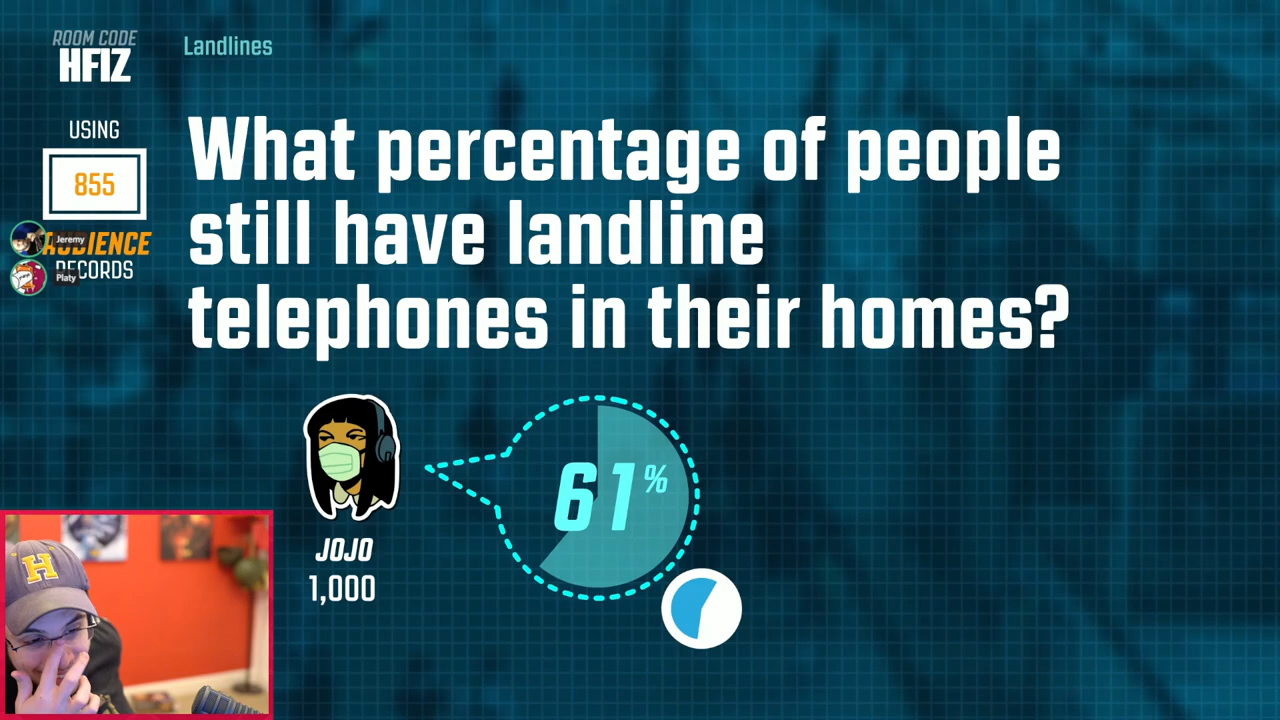 ROOM CODE
HFIZ
Landlines
USING
855
AUDIENCE
RECORDS
Jeremy
Platy
What percentage of people
still have landline
telephones in their homes?
61%
JOJO
1,000
H